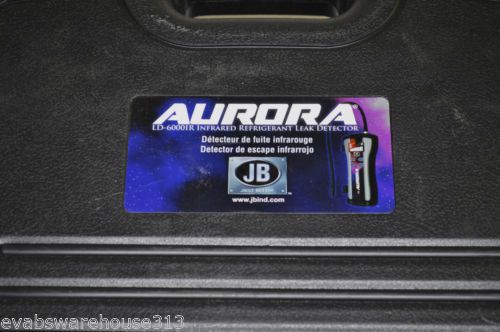 AURORA
LD-6000IR INFRARED REFRIGERANT LEAK DETECTOR
Détecteur de fuite infrarouge
Detector de escape infrarrojo
JB
www.jbind.com
evabswarehouse313